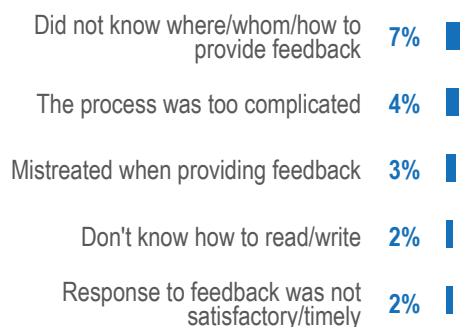 Did not know where/whom/how to
provide feedback 7%
The process was too complicated 4%
Mistreated when providing feedback 3%
Don't know how to read/write 2%
Response to feedback was not
satisfactory/timely 2%